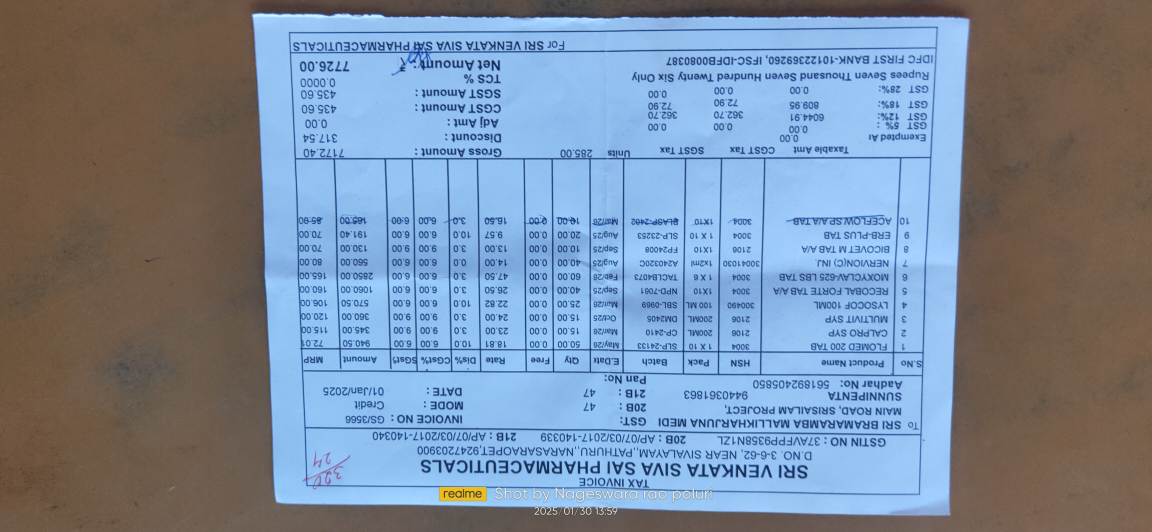 TAX INVOICE
SRI VENKATA SIVA SAI PHARMACEUTICALS
D.NO. 3-6-62, NEAR SIVALAYAM,,PATHURU,,NARASARAOPET,9247203900
GSTIN NO : 37AVFPP9358N1ZL 20B : AP/07/03/2017-140339 21B : AP/07/03/2017-140340
To SRI BRAMARAMBA MALLIKHARJUNA MEDI GST: INVOICE NO : GS/3566
MAIN ROAD, SRISAILAM PROJECT, 20B: 47 MODE : Credit
SUNNIPENTA 9440361863 21B : 47 DATE : 01/Jan/2025
Aadhar No: 561892405850 Pan No:
S.No Product Name HSN Pack Batch E.Date Qty Free Rate Dis% CGst% SGst% Amount MRP
1 FLOMED 200 TAB 3004 1 X 10 SLP-24133 May/26 50.00 0.00 18.81 10.0 6.00 6.00 940.50 72.01
2 CALPRO SYP 2106 200ML CP-2410 Mar/26 15.00 0.00 23.00 3.0 9.00 9.00 345.00 115.00
3 MULTIVIT SYP 2106 200ML DM2405 Oct/25 15.00 0.00 24.00 3.0 9.00 9.00 360.00 120.00
4 LYSOCOF 100ML 300490 100 ML SBL-0969 Mar/26 25.00 0.00 22.82 10.0 6.00 6.00 570.50 106.00
5 RECOBAL FORTE TAB A/A 3004 1X10 NPD-7061 Sep/25 40.00 0.00 26.50 3.0 6.00 6.00 1060.00 160.00
6 MOXYCLAV-625 LBS TAB 3004 1 X 6 TACLB4073 Feb/26 60.00 0.00 47.50 3.0 6.00 6.00 2850.00 165.00
7 NERVION(C) INJ. 30041030 1x2ml A240320C Aug/25 40.00 0.00 14.00 0.0 6.00 6.00 560.00 80.00
8 BICOVIC TM TAB A/A 2106 1X10 FP24008 Sep/25 10.00 0.00 13.00 3.0 9.00 9.00 130.00 70.00
9 ERB-PLUS TAB 3004 1 X 10 SLP-23253 Aug/25 20.00 0.00 9.57 10.0 6.00 6.00 191.40 70.00
10 ACEFLOW SP A/A TAB 3004 1X10 Mar/26 10.00 0.00 16.50 3.0 6.00 6.00 165.00 85.90
Taxable Amt CGST Tax SGST Tax Units 285.00 Gross Amount : 7172.40
Exempted A 0.00 Discount 317.54
GST 5% : 0.00 0.00 0.00 Adj Amt : 0.00
GST 12%: 6044.91 362.70 362.70 CGST Amount : 435.60
GST 18%: 809.95 72.90 72.90 SGST Amount : 435.60
GST 28%: 0.00 0.00 0.00 TCS % 0.0000
Rupees Seven Thousand Seven Hundred Twenty Six Only Net Amount : ₹ 7726.00
IDFC FIRST BANK-10122369260, IFSC-IDFB0080387
For SRI VENKATA SIVA SAI PHARMACEUTICALS
realme Shot by Nageswara rao poluri
2025/01/30 13:59